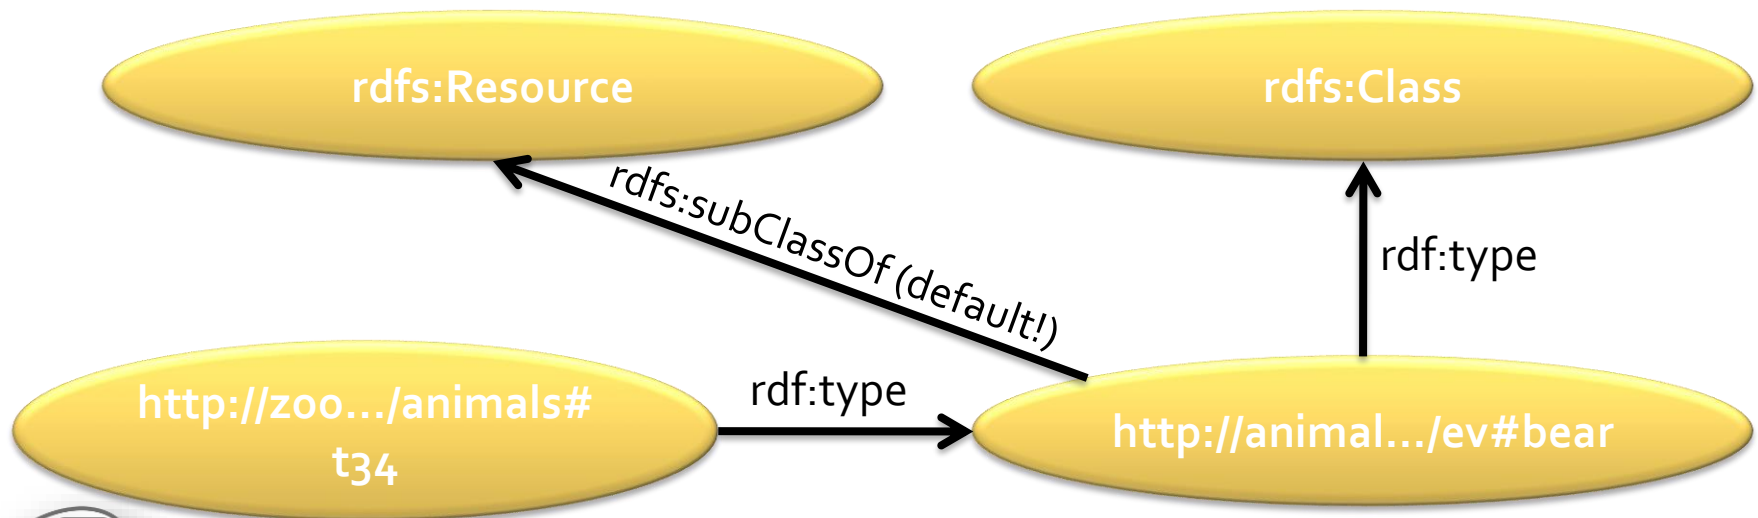 rdfs:Resource
rdfs:Class
rdfs:subClassOf (default!)
rdf:type
http://zoo.../animals#
t34
rdf:type
http://animal.../ev#bear